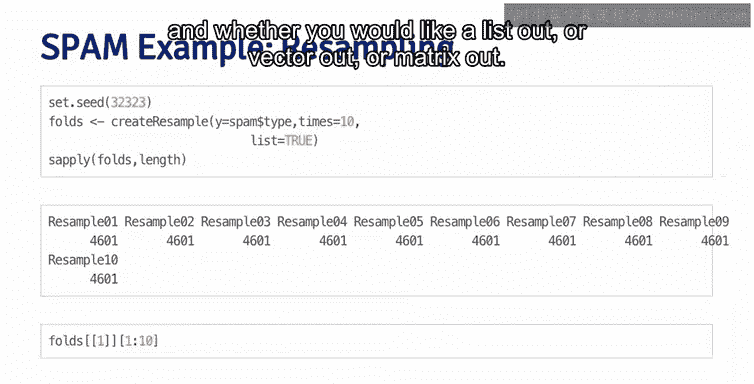 and whether you would like a list out, or
vector out, or matrix out.
SPAM Example: Resampling
set.seed(32323)
folds <- createResample(y=spam$type,times=10,
list=TRUE)
sapply(folds,length)
Resample01 Resample02 Resample03 Resample04 Resample05 Resample06 Resample07 Resample08 Resample09
4601 4601 4601 4601 4601 4601 4601 4601 4601
Resample10
4601
folds[[1]][1:10]